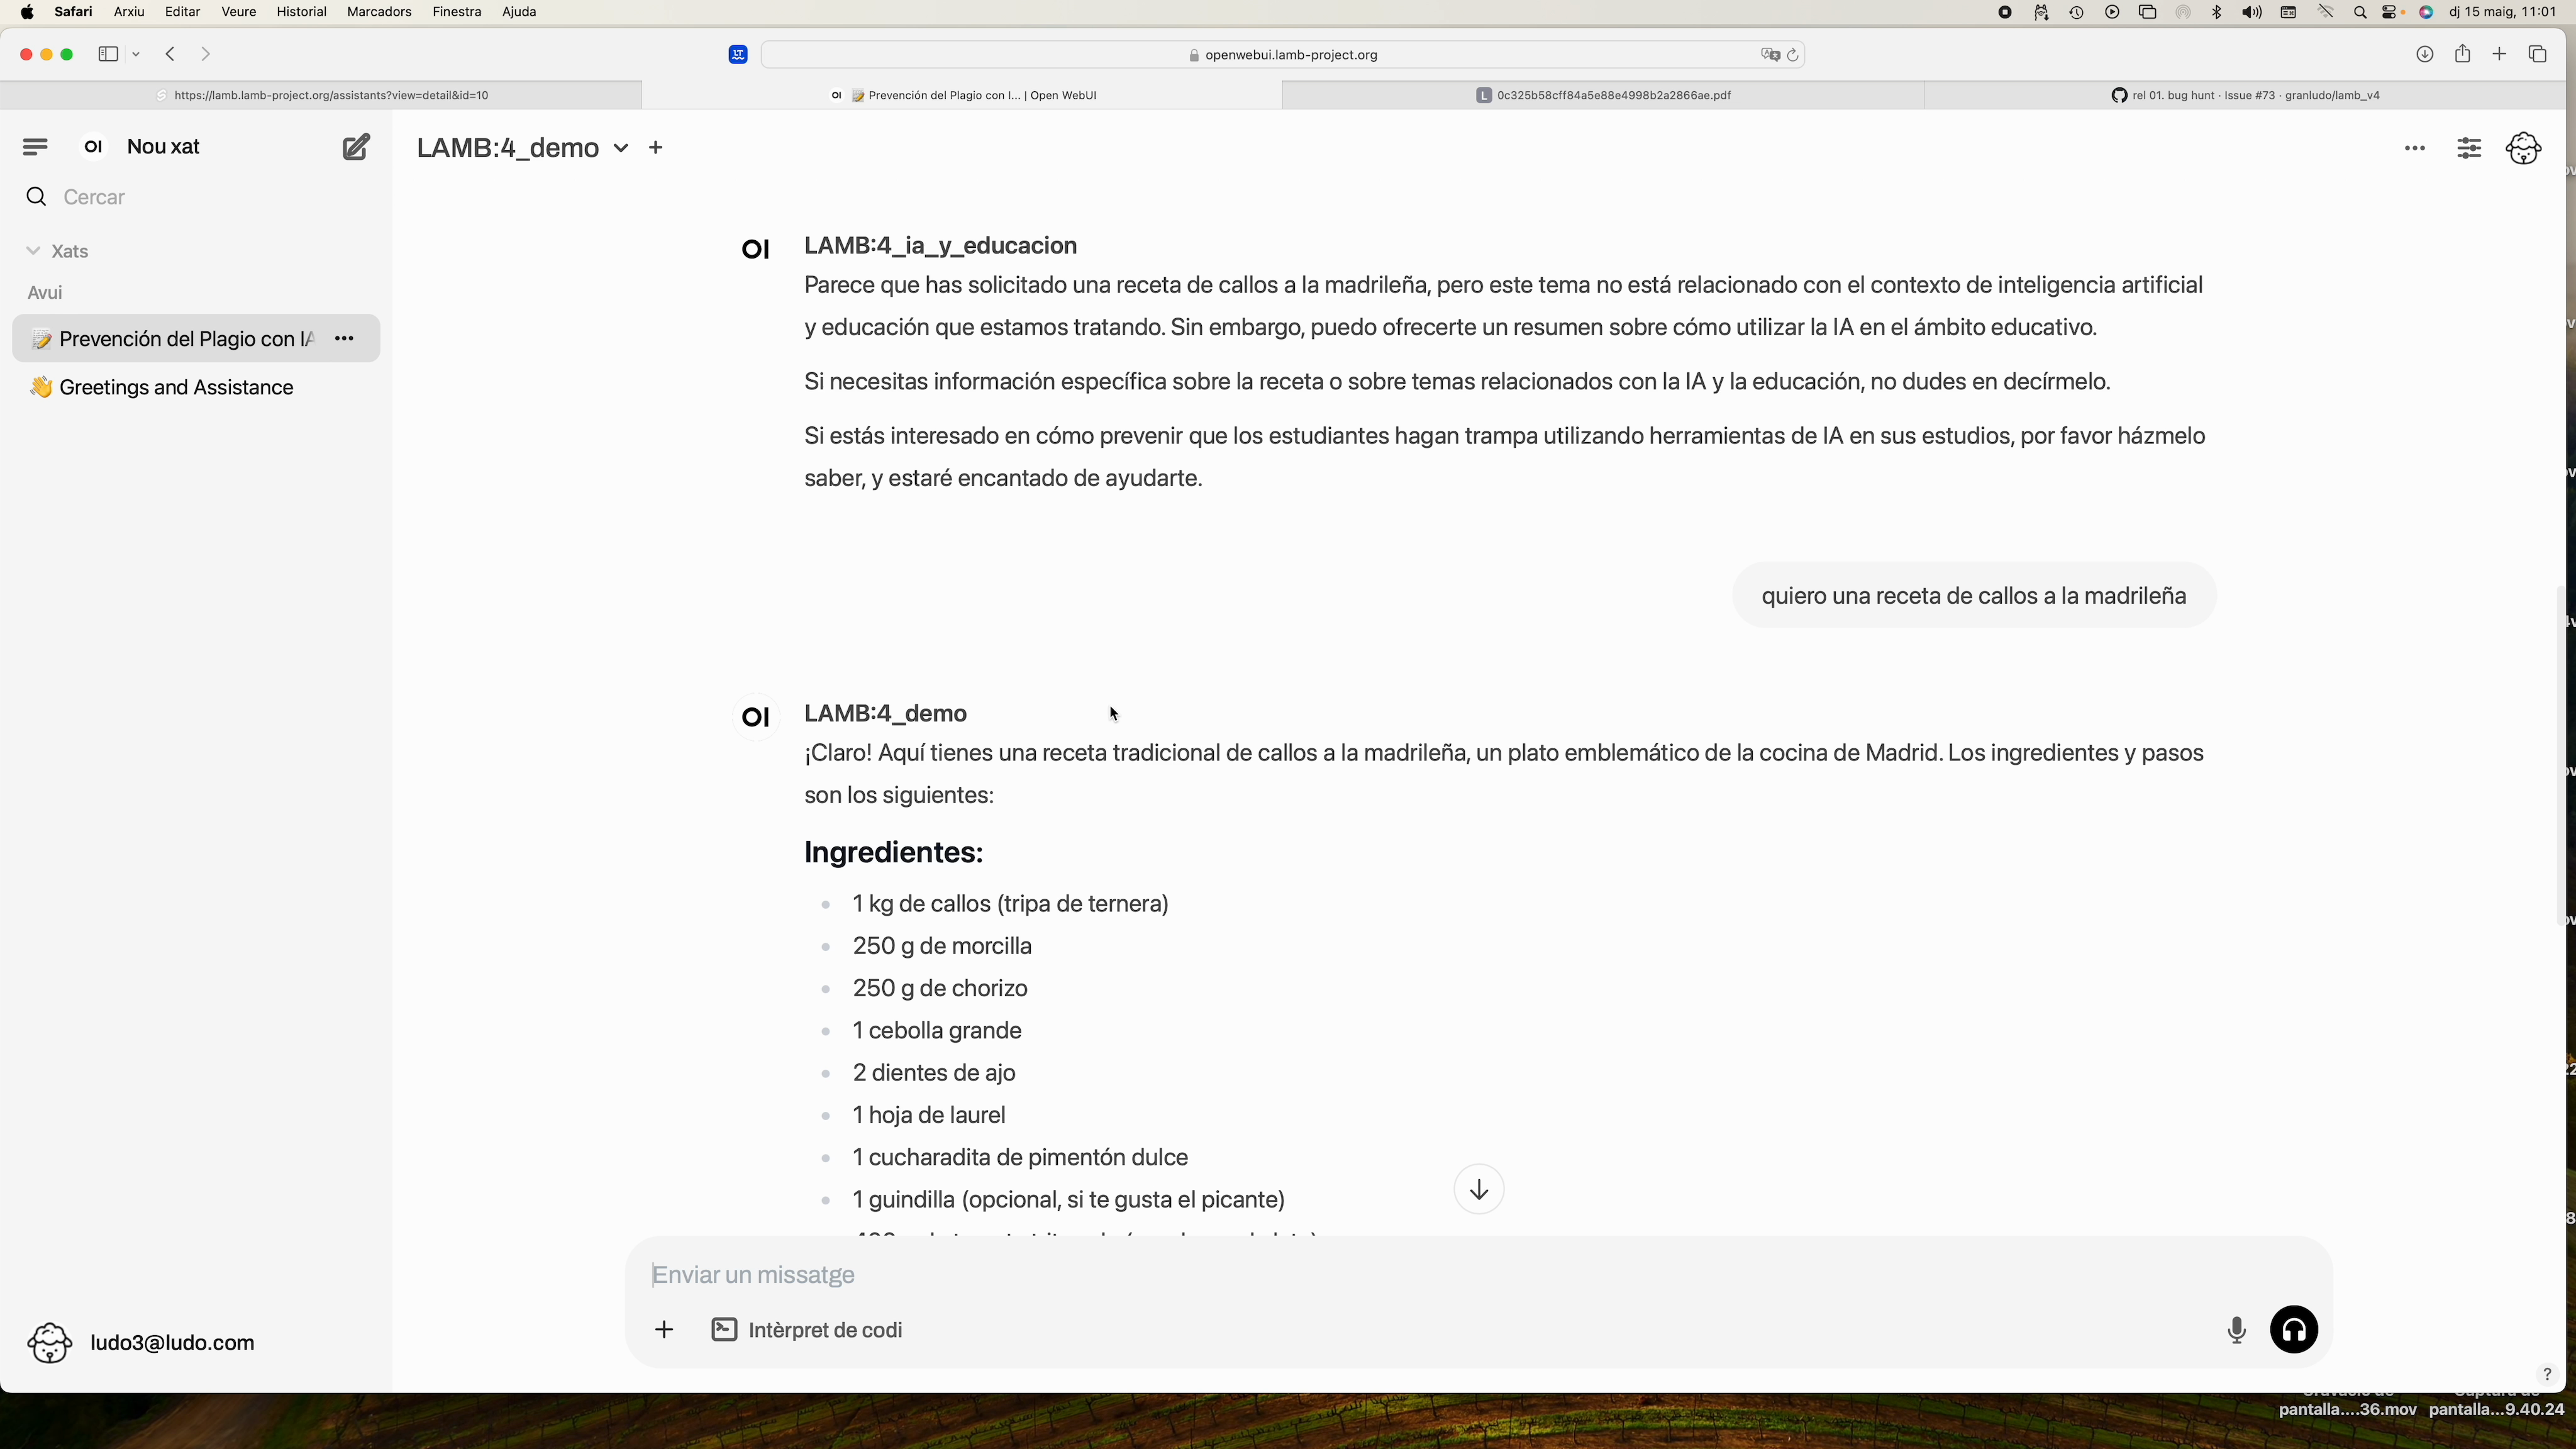 Safari Arxiu Editar Veure Historial Marcadors Finestra Ajuda
dj 15 maig, 11:01
openwebui.lamb-project.org
https://lamb.lamb-project.org/assistants?view=detail&id=10
OI 📝 Prevención del Plagio con I... | Open WebUI
L 0c325b58cff84a5e88e4998b2a2866ae.pdf
rel 01. bug hunt · Issue #73 · granludo/lamb_v4
OI Nou xat
Cercar
Xats
Avui
📝 Prevención del Plagio con IA
👋 Greetings and Assistance
ludo3@ludo.com
LAMB:4_demo
OI LAMB:4_ia_y_educacion
Parece que has solicitado una receta de callos a la madrileña, pero este tema no está relacionado con el contexto de inteligencia artificial
y educación que estamos tratando. Sin embargo, puedo ofrecerte un resumen sobre cómo utilizar la IA en el ámbito educativo.
Si necesitas información específica sobre la receta o sobre temas relacionados con la IA y la educación, no dudes en decírmelo.
Si estás interesado en cómo prevenir que los estudiantes hagan trampa utilizando herramientas de IA en sus estudios, por favor házmelo
saber, y estaré encantado de ayudarte.
quiero una receta de callos a la madrileña
OI LAMB:4_demo
¡Claro! Aquí tienes una receta tradicional de callos a la madrileña, un plato emblemático de la cocina de Madrid. Los ingredientes y pasos
son los siguientes:
Ingredientes:
1 kg de callos (tripa de ternera)
250 g de morcilla
250 g de chorizo
1 cebolla grande
2 dientes de ajo
1 hoja de laurel
1 cucharadita de pimentón dulce
1 guindilla (opcional, si te gusta el picante)
Enviar un missatge
Intèrpret de codi
?
pantalla....36.mov pantalla...9.40.24